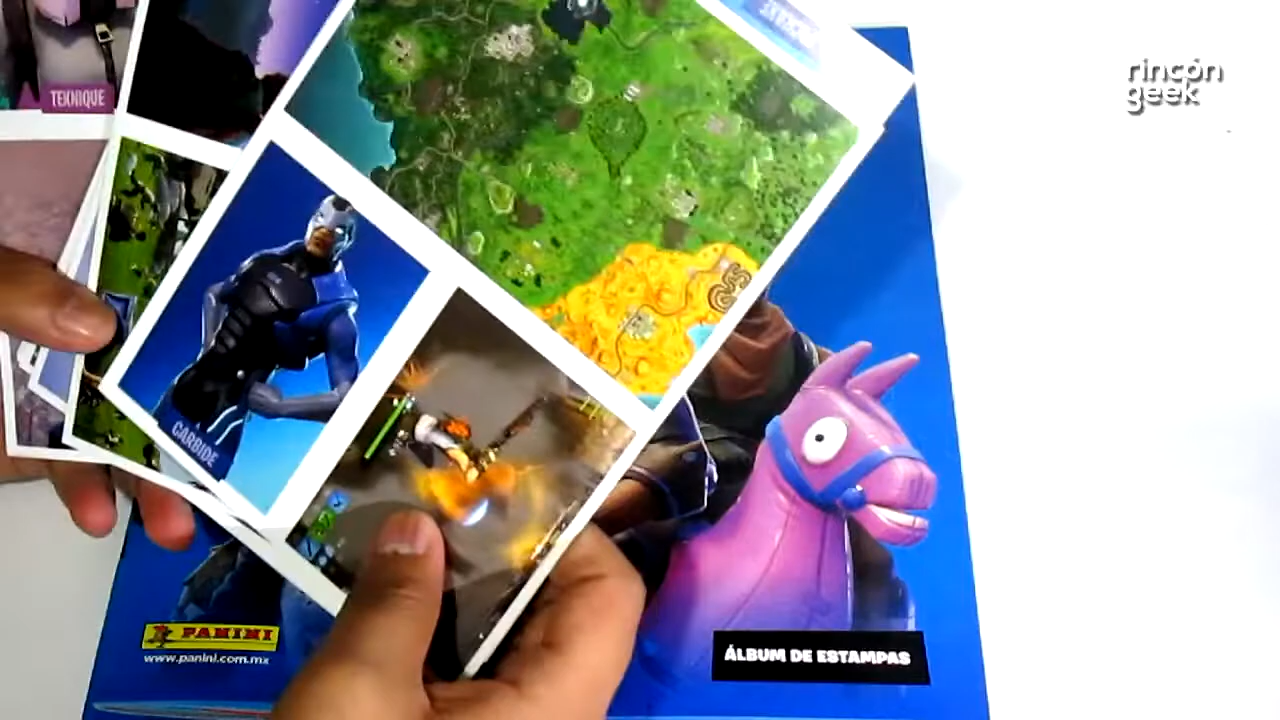 rincón
geek
TEKNIQUE
CARBIDE
PANINI
www.panini.com.mx
ÁLBUM DE ESTAMPAS